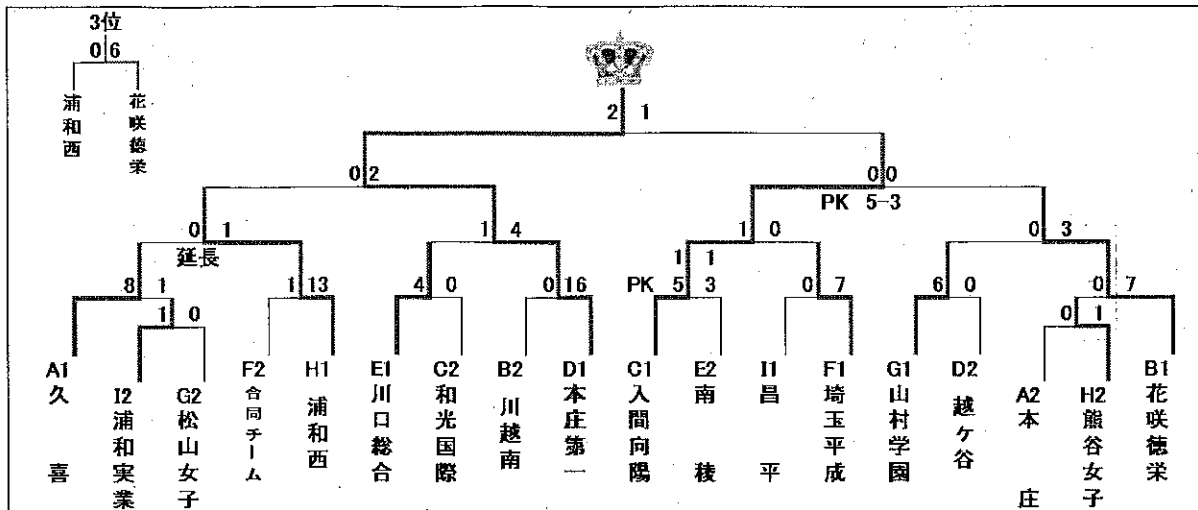 3位
0 6
浦和西
花咲徳栄
2 1
0 2
0 0
PK 5-3
0 1
延長
1 4
1 0
0 3
8 1
1 13
4 0
0 16
1 1
PK 5 3
0 7
6 0
0 7
1 0
0 1
A1 久喜
I2 浦和実業
G2 松山女子
F2 合同チーム
H1 浦和西
E1 川口総合
C2 和光国際
B2 川越南
D1 本庄第一
C1 入間向陽
E2 南稜
I1 昌平
F1 埼玉平成
G1 山村学園
D2 越ケ谷
A2 本庄
H2 熊谷女子
B1 花咲徳栄